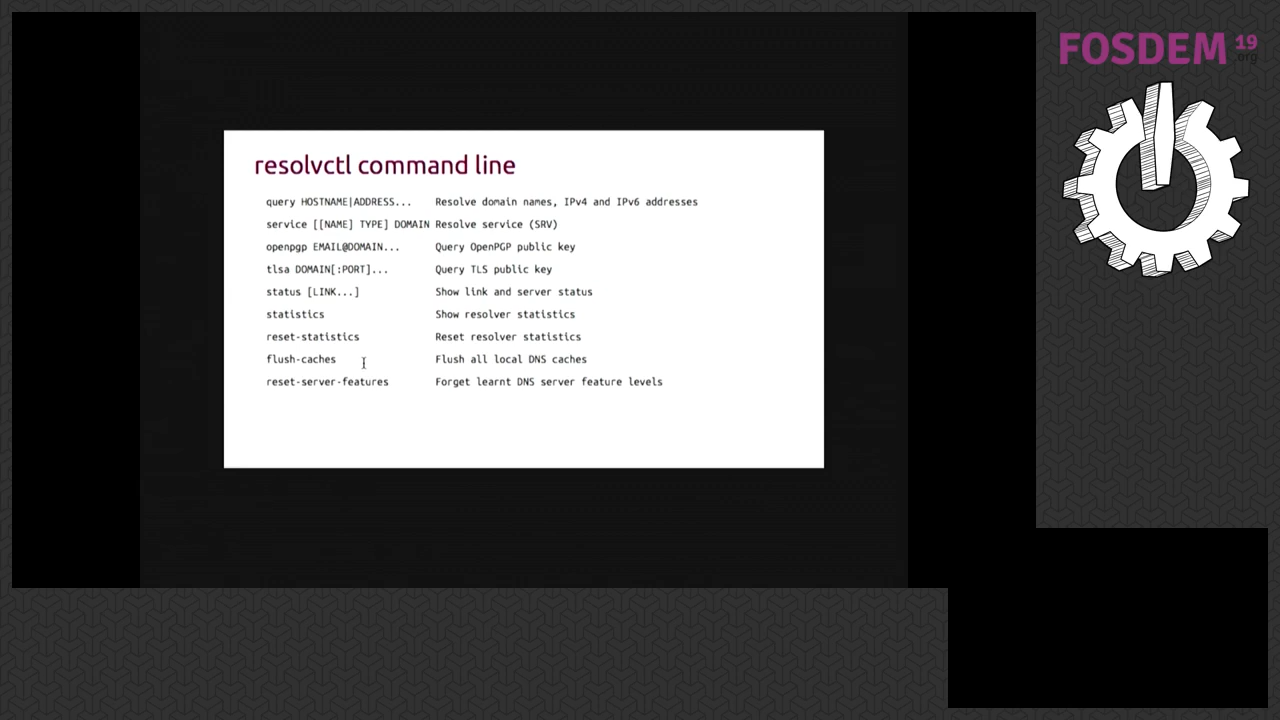 FOSDEM 19
.org
resolvctl command line
query HOSTNAME|ADDRESS... Resolve domain names, IPv4 and IPv6 addresses
service [[NAME] TYPE] DOMAIN Resolve service (SRV)
openpgp EMAIL@DOMAIN... Query OpenPGP public key
tlsa DOMAIN[:PORT]... Query TLS public key
status [LINK...] Show link and server status
statistics Show resolver statistics
reset-statistics Reset resolver statistics
flush-caches Flush all local DNS caches
reset-server-features Forget learnt DNS server feature levels